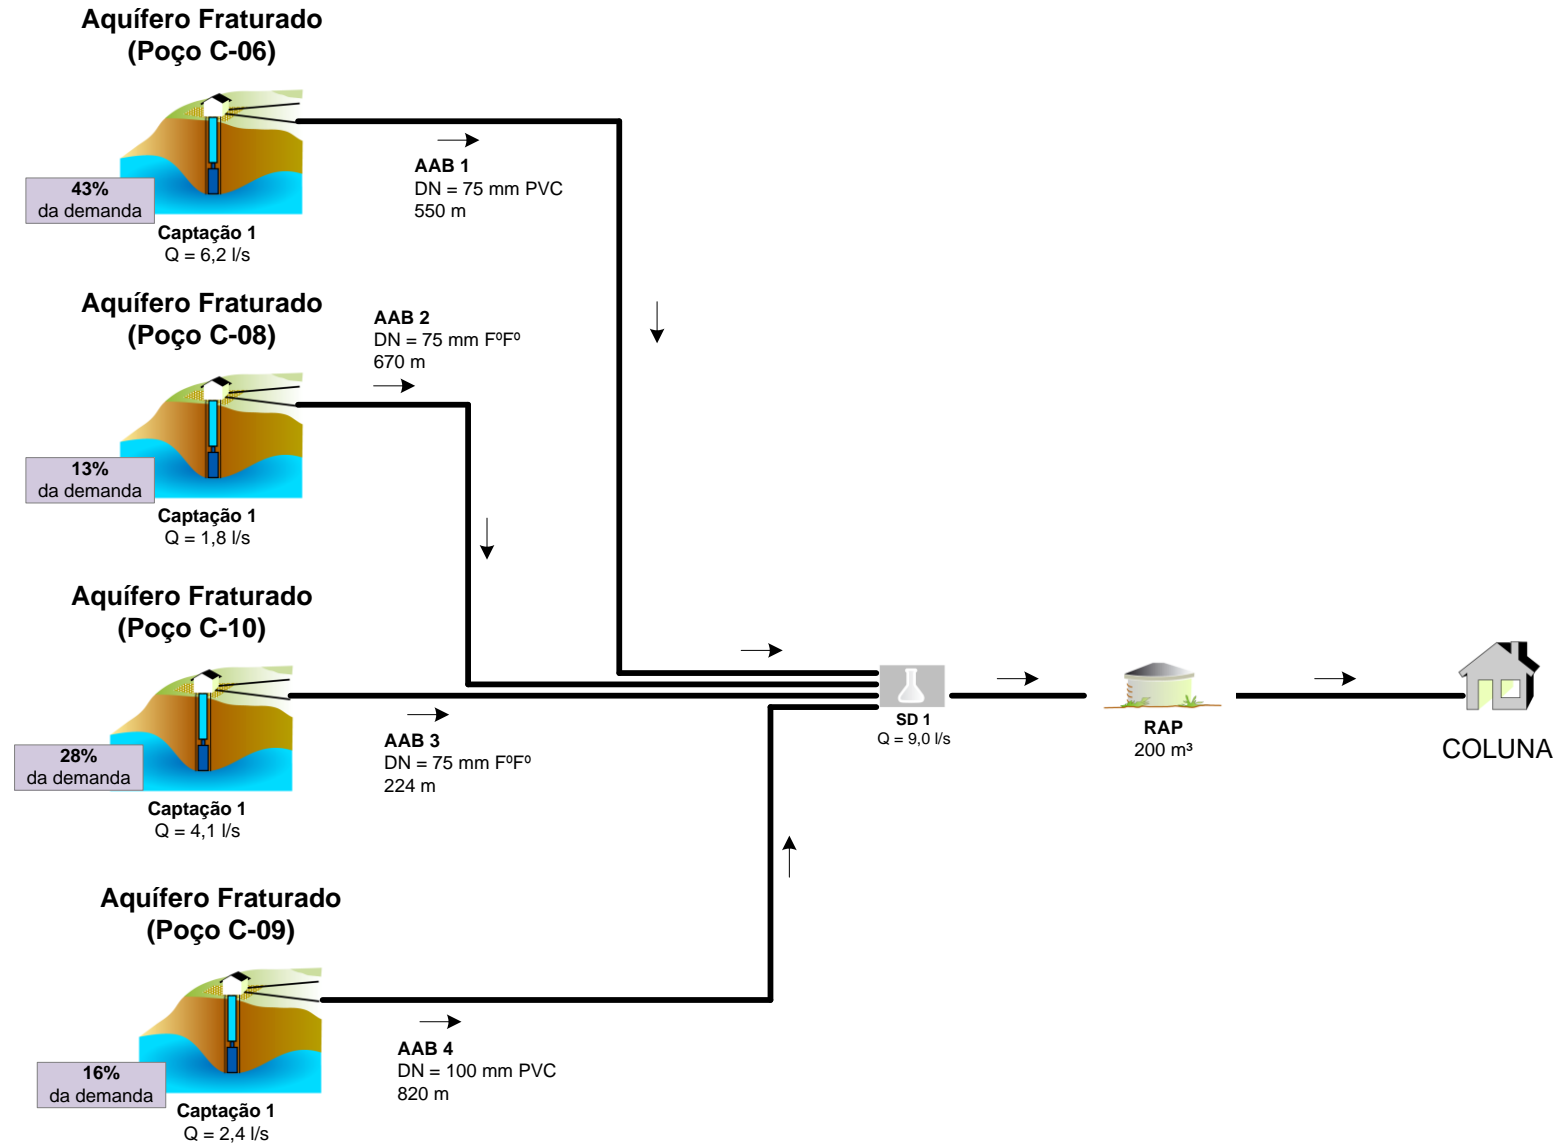 Aquífero Fraturado
(Poço C-06)
43%
da demanda
Captação 1
Q = 6,2 l/s
AAB 1
DN = 75 mm PVC
550 m
Aquífero Fraturado
(Poço C-08)
13%
da demanda
Captação 1
Q = 1,8 l/s
AAB 2
DN = 75 mm FºFº
670 m
Aquífero Fraturado
(Poço C-10)
28%
da demanda
Captação 1
Q = 4,1 l/s
AAB 3
DN = 75 mm FºFº
224 m
Aquífero Fraturado
(Poço C-09)
16%
da demanda
Captação 1
Q = 2,4 l/s
AAB 4
DN = 100 mm PVC
820 m
SD 1
Q = 9,0 l/s
RAP
200 m³
COLUNA